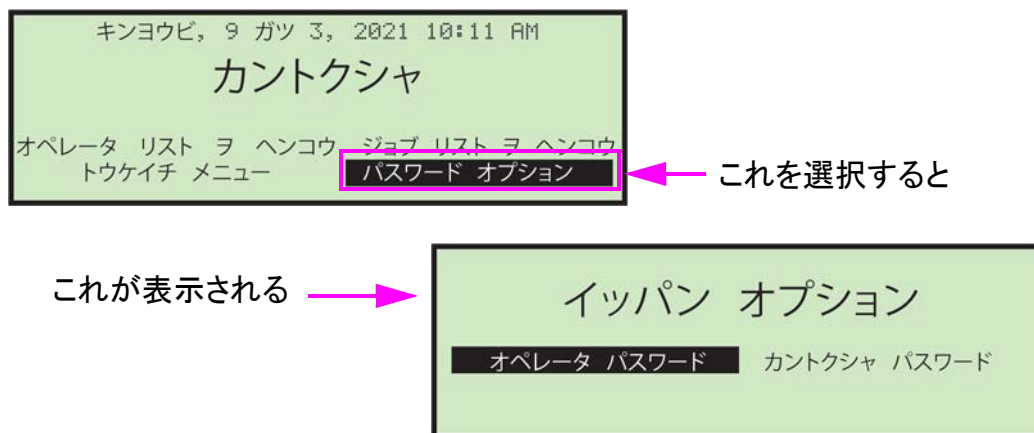 キンヨウビ, 9 ガツ 3, 2021 10:11 AM
カントクシャ
オペレータ リスト ヲ ヘンコウ ジョブ リスト ヲ ヘンコウ
トウケイチ メニュー パスワード オプション
これを選択すると
これが表示される
イッパン オプション
オペレータ パスワード カントクシャ パスワード